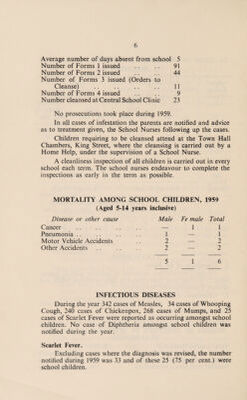 6
Average number of days absent from school 5
Number of Forms 1 issued .. .. .. 91
Number of Forms 2 issued .. .. 44
Number of Forms 3 issued (Orders to
Cleanse) .. .. .. .. 11
Number of Forms 4 issued .. .. .. 9
Number cleansed at Central School Clinic 23
No prosecutions took place during 1959.
In all cases of infestation the parents are notified and advice
as to treatment given, the School Nurses following up the cases.
Children requiring to be cleansed attend at the Town Hall
Chambers, King Street, where the cleansing is carried out by a
Home Help, under the supervision of a School Nurse.
A cleanliness inspection of all children is carried out in every
school each term. The school nurses endeavour to complete the
inspections as early in the term as possible.
MORTALITY AMONG SCHOOL CHILDREN, 1959
(Aged 5-14 years inclusive)
Disease or other cause Male Female Total
Cancer .. .. .. .. — 1 1
Pneumonia .. .. .. .. 1 — 1
Motor Vehicle Accidents .. .. 2 — 2
Other Accidents .. .. .. 2 — 2
5 1 6
INFECTIOUS DISEASES
During the year 342 cases of Measles, 34 cases of Whooping
Cough, 240 cases of Chickenpox, 268 cases of Mumps, and 25
cases of Scarlet Fever were reported as occurring amongst school
children. No case of Diphtheria amongst school children was
notified during the year.
Scarlet Fever.
Excluding cases where the diagnosis was revised, the number
notified during 1959 was 33 and of these 25 (75 per cent.) were
school children.